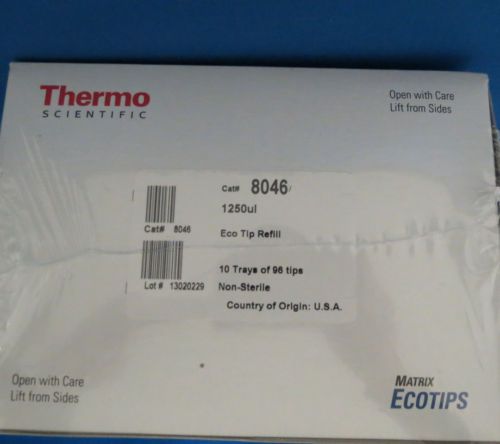 Thermo
SCIENTIFIC
Open with Care
Lift from Sides
Cat# 8046/
1250ul
Cat# 8046
Eco Tip Refill
10 Trays of 96 tips
Lot # 13020229
Non-Sterile
Country of Origin: U.S.A.
Open with Care
Lift from Sides
MATRIX
ECOTIPS